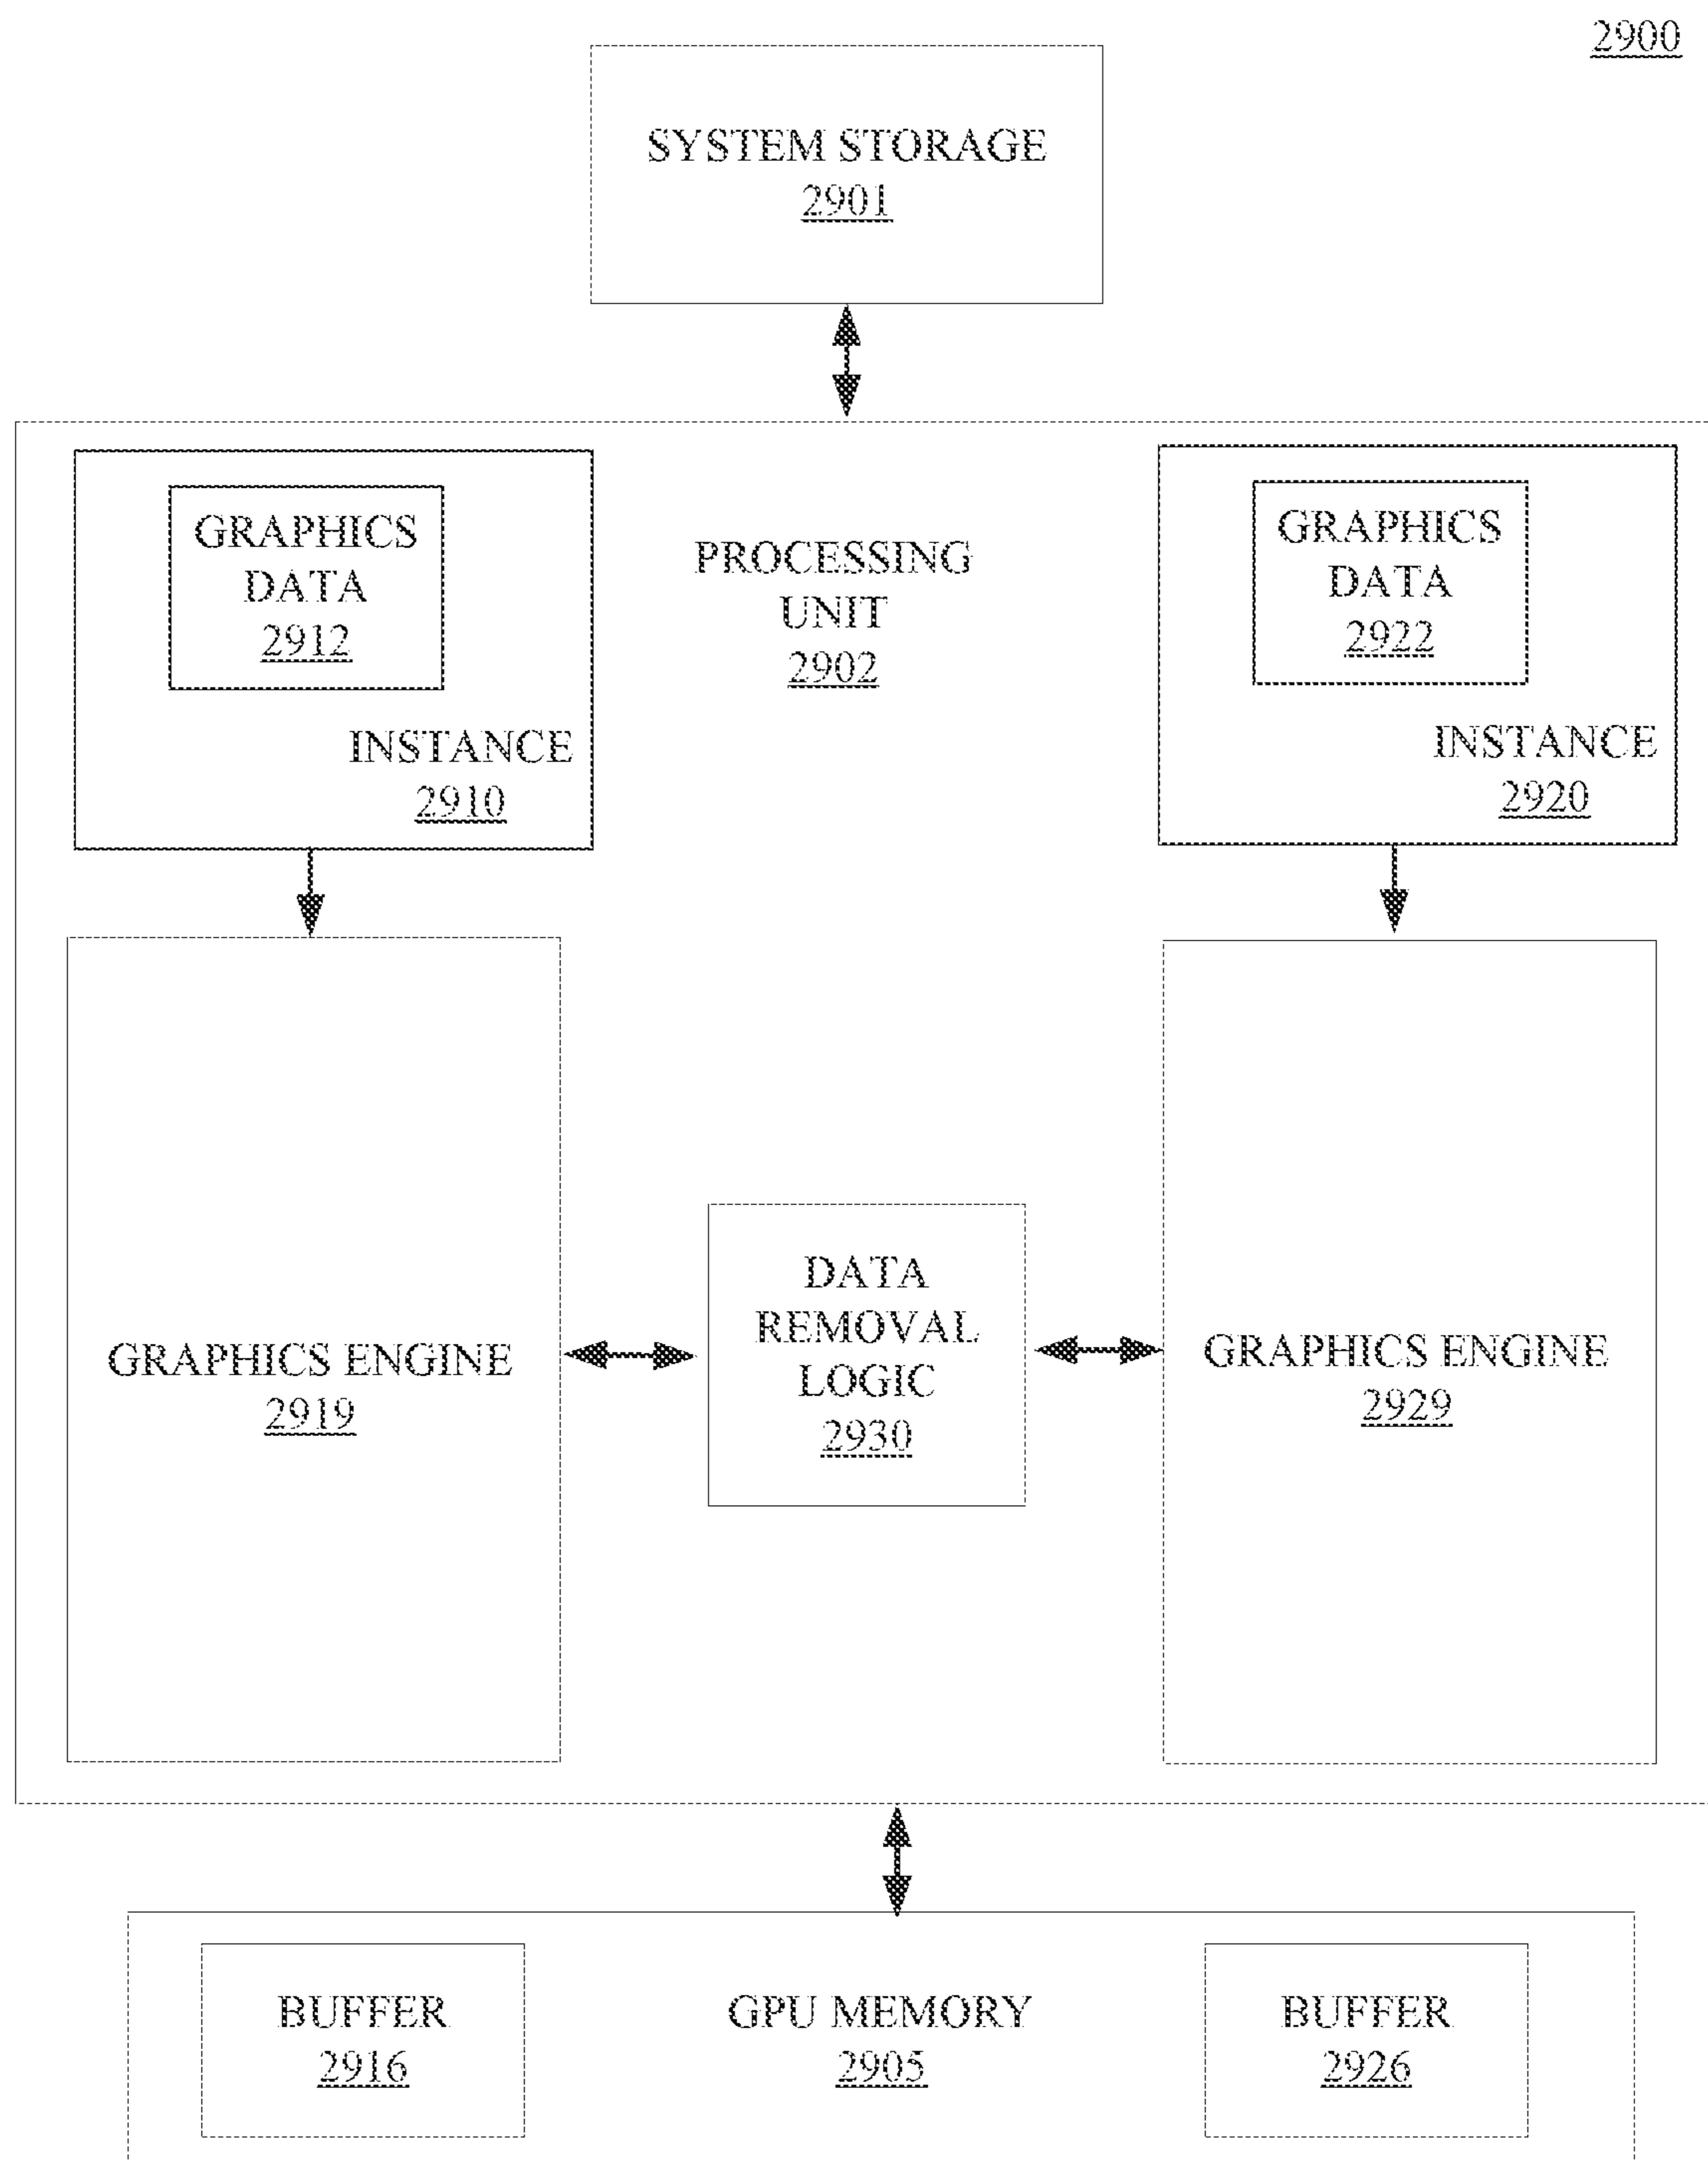 2900
SYSTEM STORAGE
2901
GRAPHICS
DATA
2912
INSTANCE
2910
PROCESSING
UNIT
2902
GRAPHICS
DATA
2922
INSTANCE
2920
GRAPHICS ENGINE
2919
DATA
REMOVAL
LOGIC
2930
GRAPHICS ENGINE
2929
BUFFER
2916
GPU MEMORY
2905
BUFFER
2926